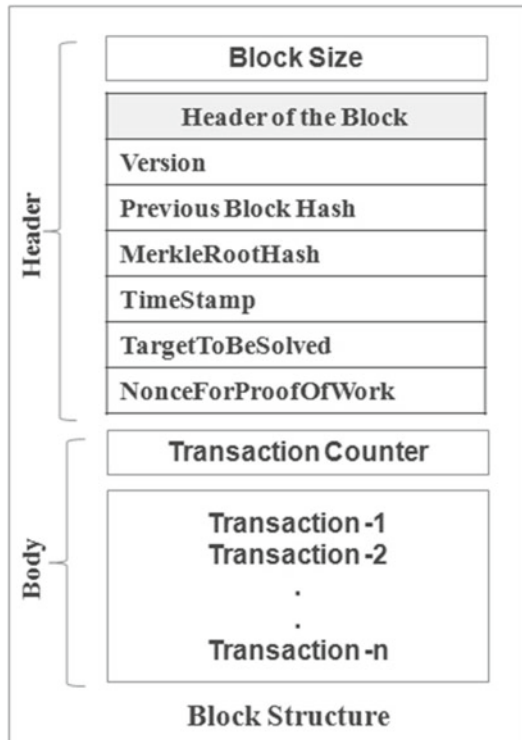 Block Size
Header of the Block
Version
Previous Block Hash
MerkleRootHash
TimeStamp
TargetToBeSolved
NonceForProofOfWork
Header
Transaction Counter
Transaction -1
Transaction -2
.
.
Transaction -n
Body
Block Structure